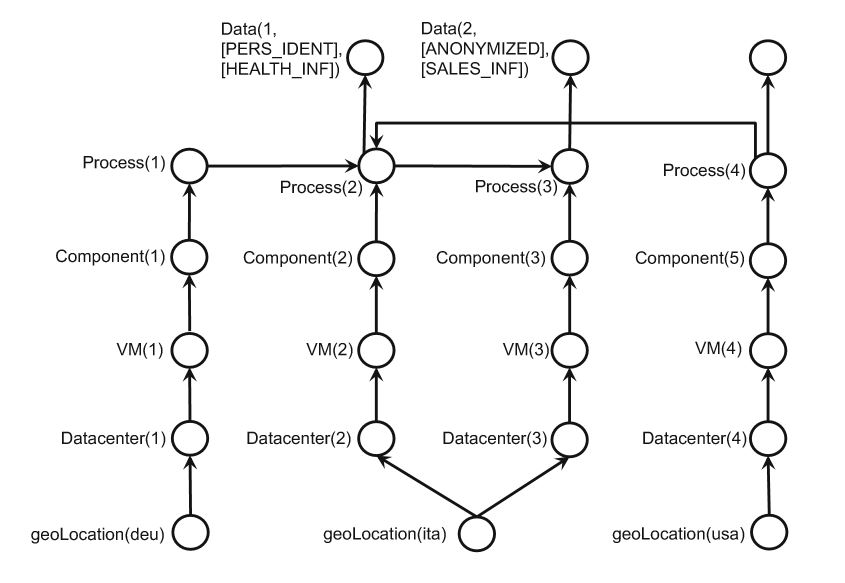 Data(1,
[PERS_IDENT],
[HEALTH_INF])
Data(2,
[ANONYMIZED],
[SALES_INF])
Process(1)
Process(2)
Process(3)
Process(4)
Component(1)
Component(2)
Component(3)
Component(5)
VM(1)
VM(2)
VM(3)
VM(4)
Datacenter(1)
Datacenter(2)
Datacenter(3)
Datacenter(4)
geoLocation(deu)
geoLocation(ita)
geoLocation(usa)